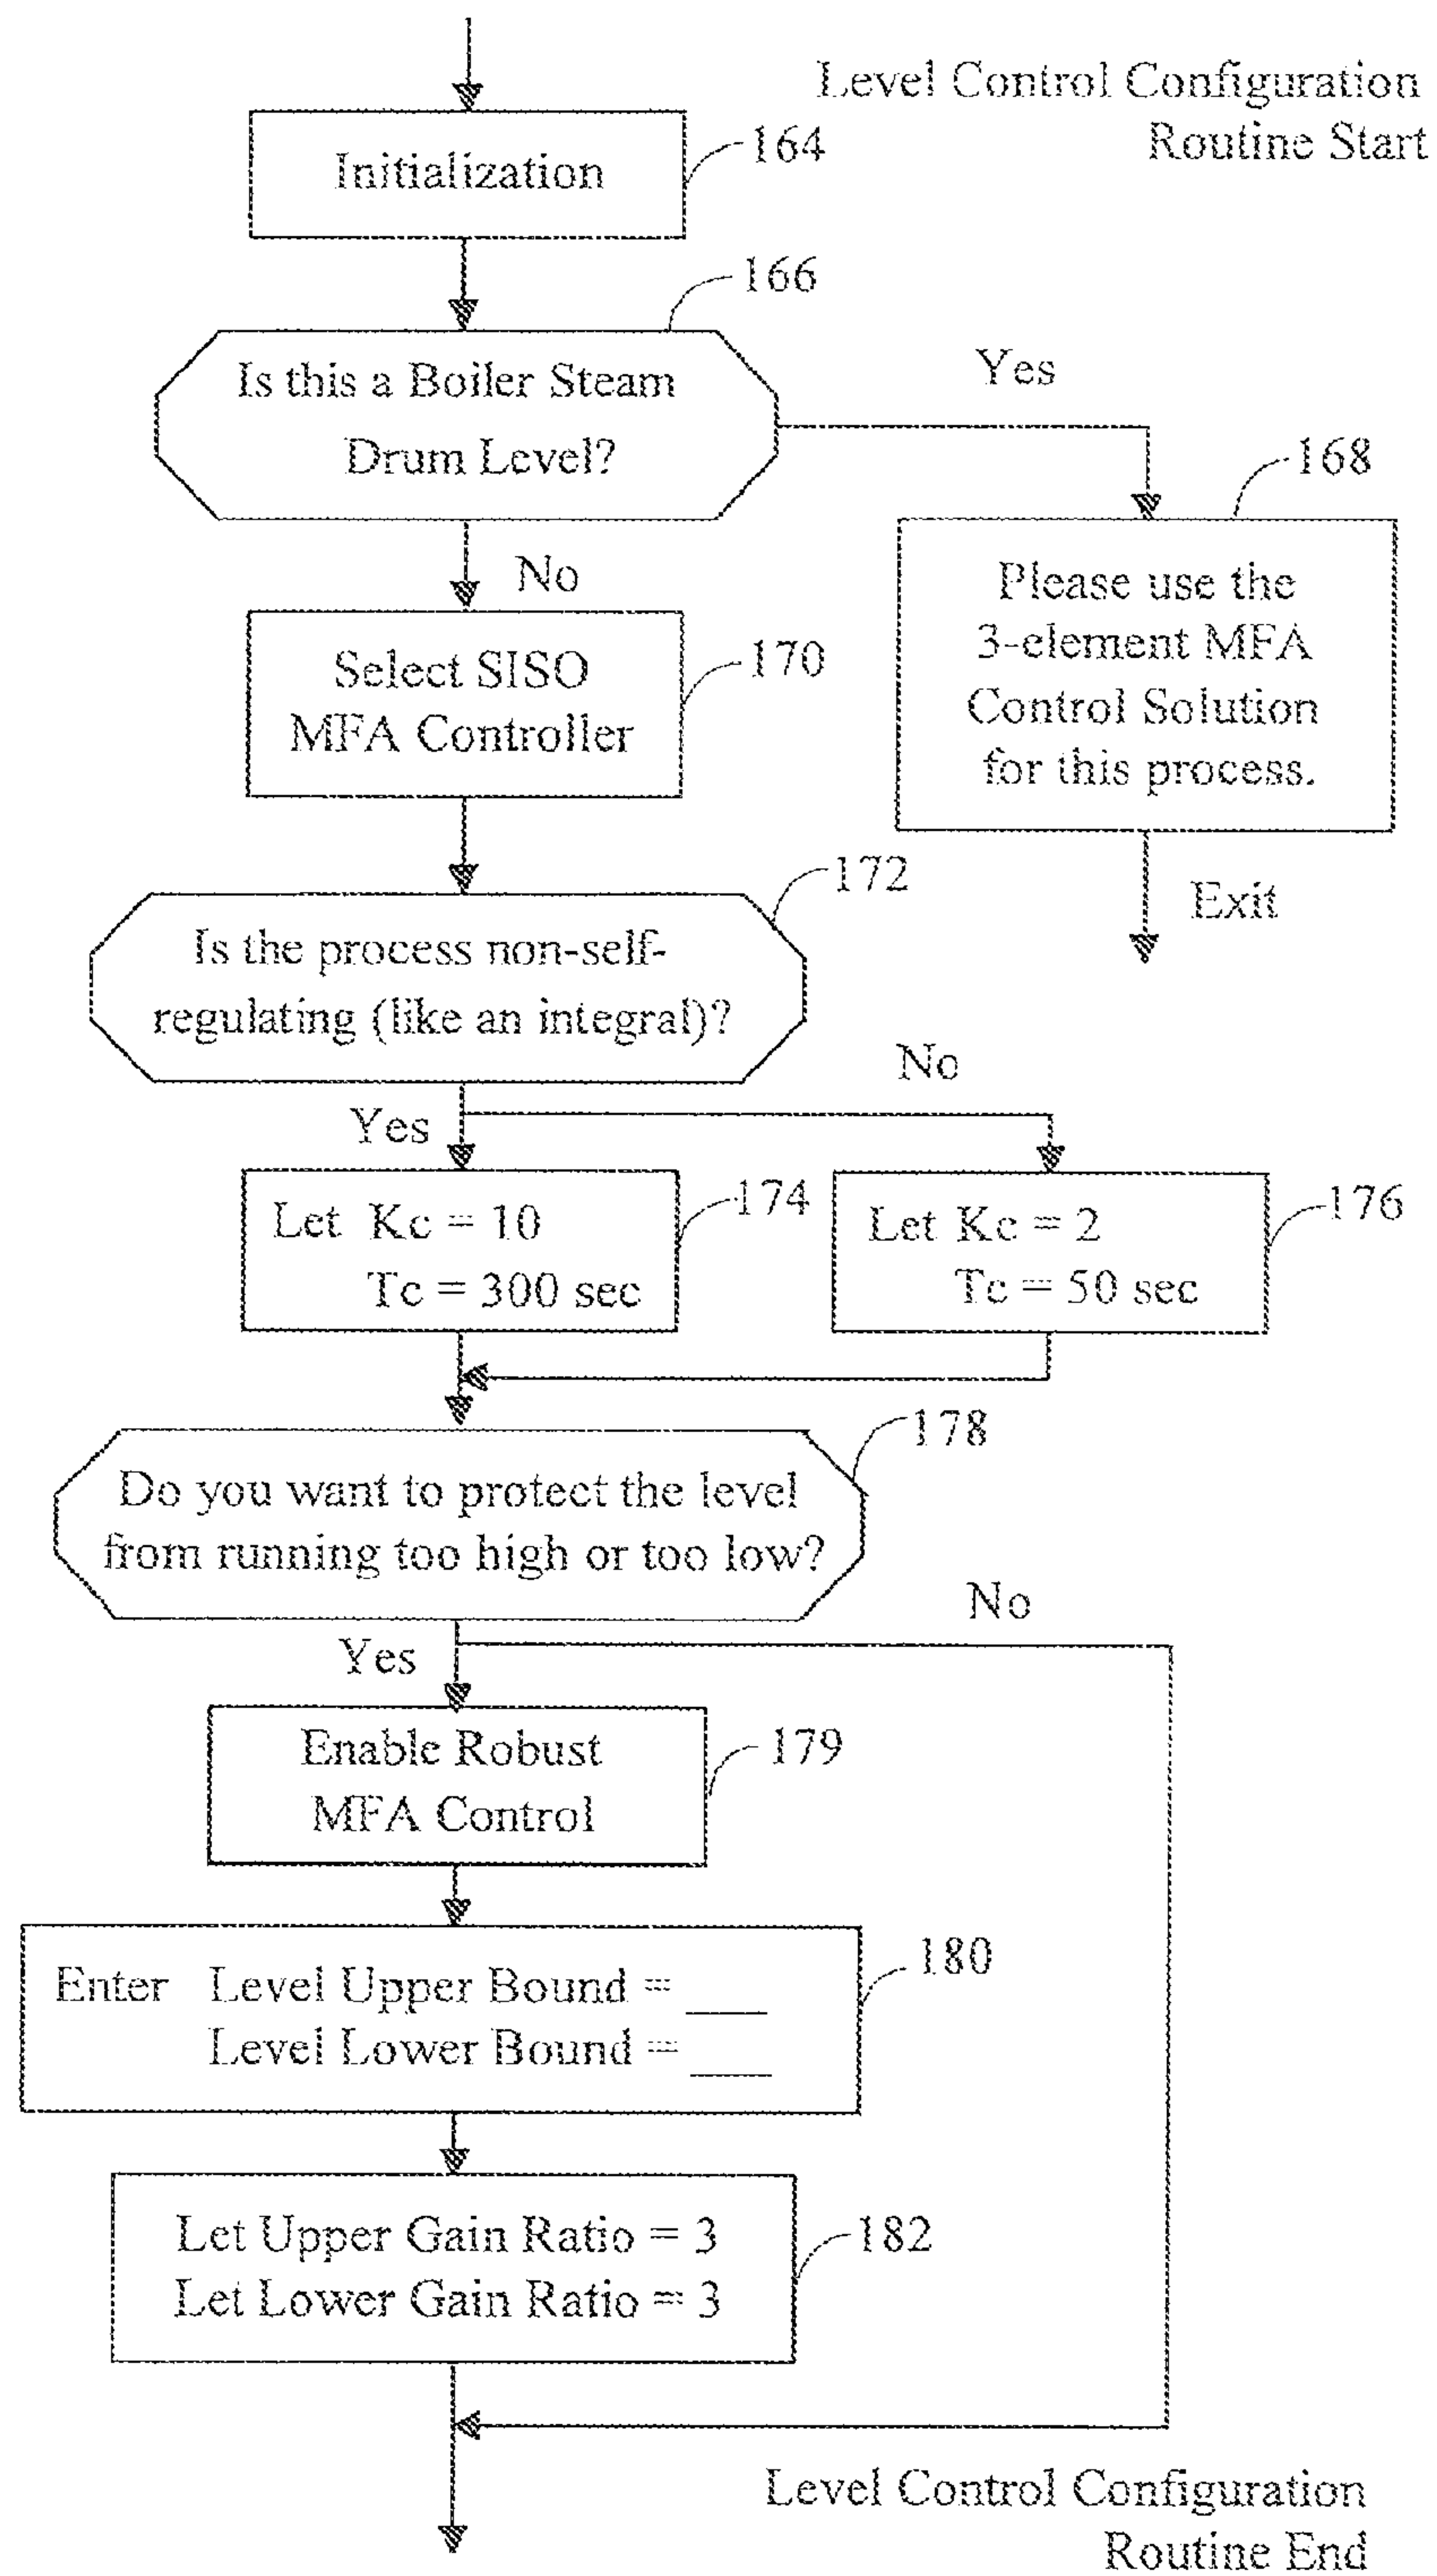 Level Control Configuration
Routine Start
Initialization
164
166
Is this a Boiler Steam
Drum Level?
Yes
168
No
Please use the
3-element MFA
Control Solution
for this process.
Select SISO
MFA Controller
170
Exit
172
Is the process non-self-
regulating (like an integral)?
No
Yes
Let Kc = 10
Tc = 300 sec
174
Let Kc = 2
Tc = 50 sec
176
178
Do you want to protect the level
from running too high or too low?
No
Yes
Enable Robust
MFA Control
179
Enter Level Upper Bound = ___
Level Lower Bound = ___
180
Let Upper Gain Ratio = 3
Let Lower Gain Ratio = 3
182
Level Control Configuration
Routine End